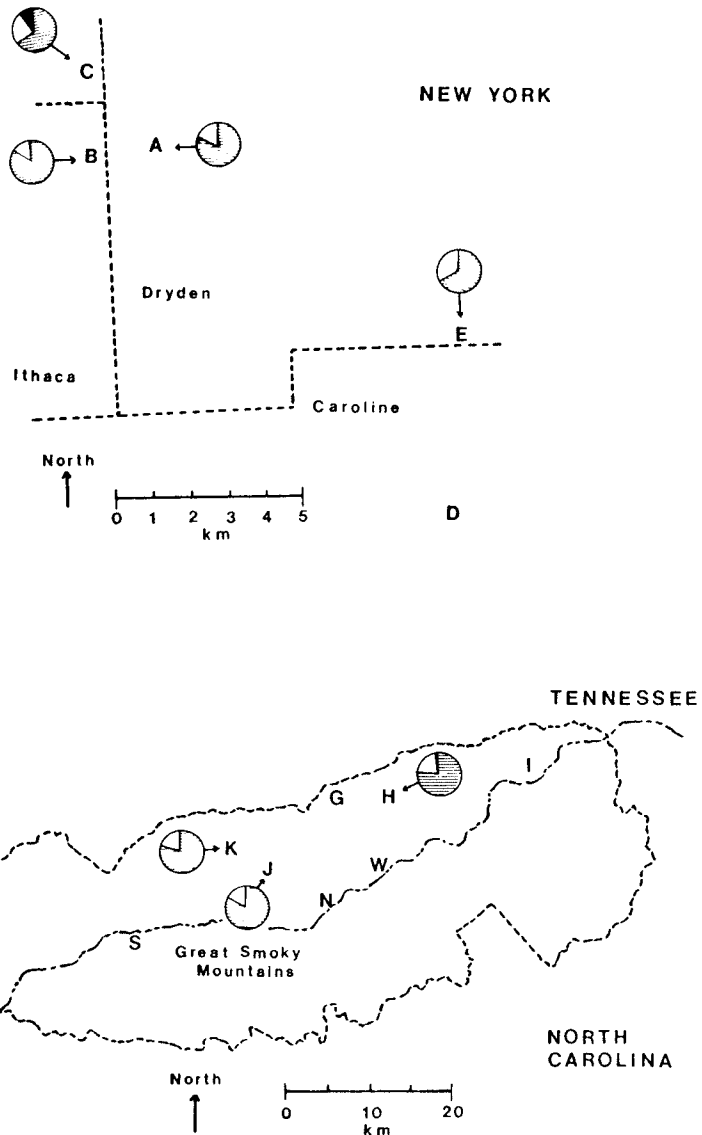 C
NEW YORK
A
B
Dryden
E
Ithaca
Caroline
North
0 1 2 3 4 5
km
D
TENNESSEE
I
G
H
K
J
W
N
S
Great Smoky
Mountains
NORTH
CAROLINA
North
0 10 20
km